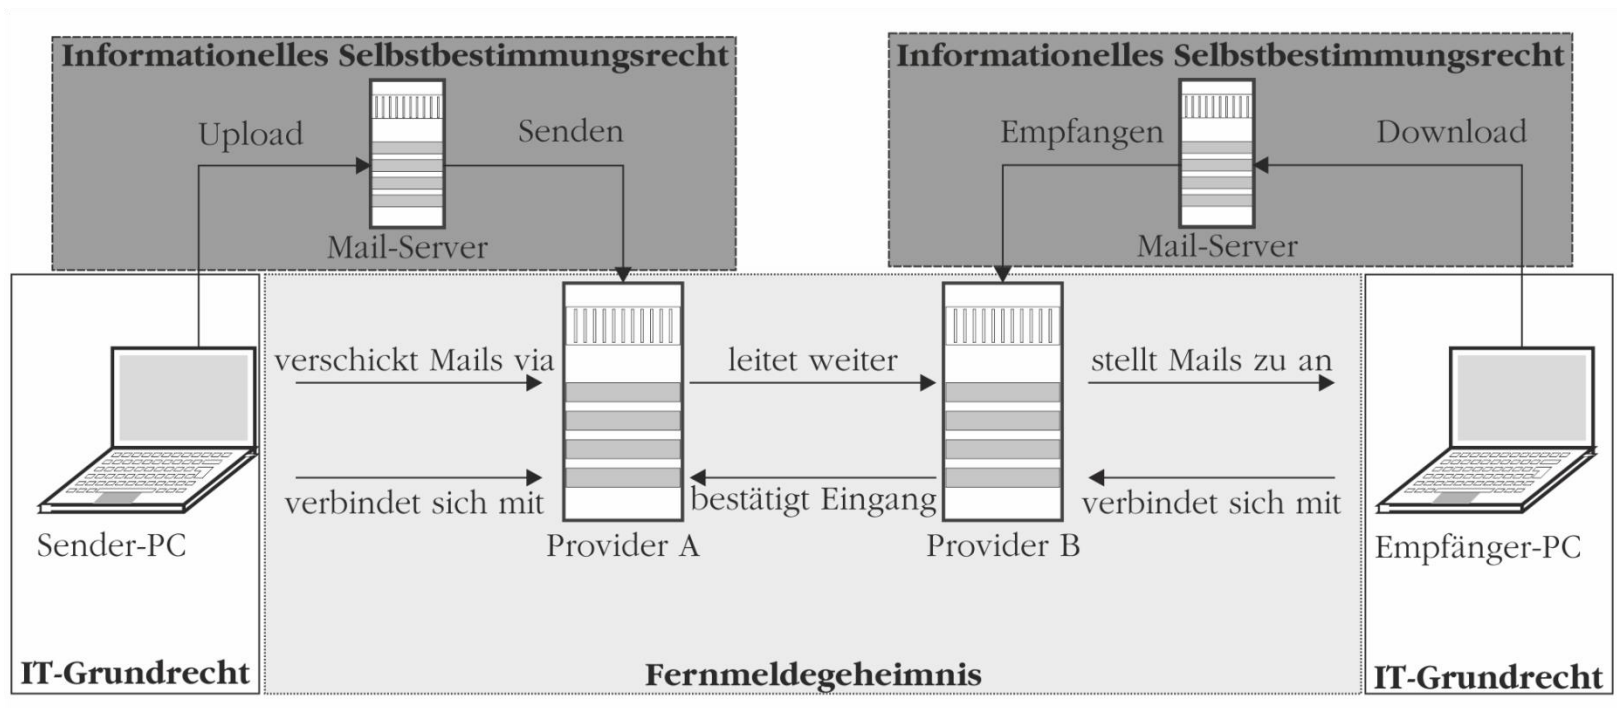 Informationelles Selbstbestimmungsrecht
Upload
Senden
Mail-Server
Informationelles Selbstbestimmungsrecht
Empfangen
Download
Mail-Server
verschickt Mails via
leitet weiter
stellt Mails zu an
verbindet sich mit
bestätigt Eingang
verbindet sich mit
Sender-PC
Provider A
Provider B
Empfänger-PC
IT-Grundrecht
Fernmeldegeheimnis
IT-Grundrecht